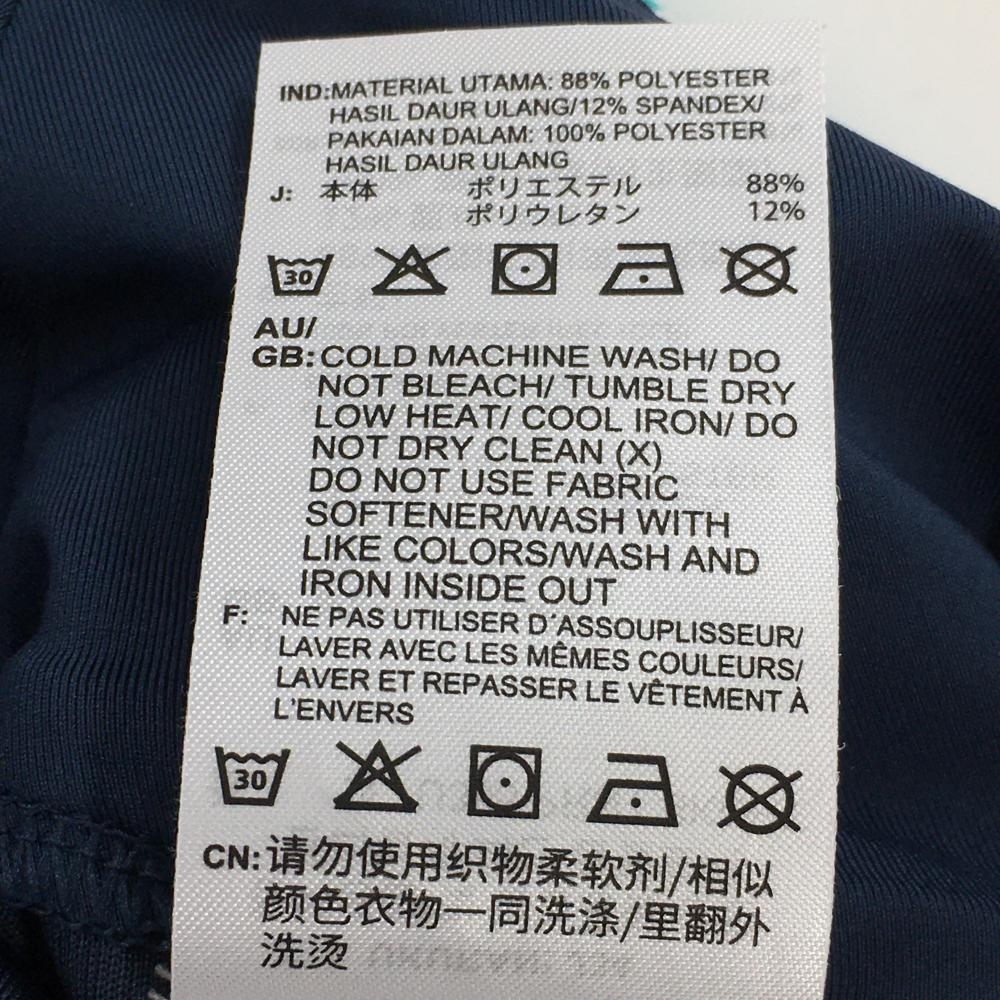 IND:MATERIAL UTAMA: 88% POLYESTER
HASIL DAUR ULANG/12% SPANDEX/
PAKAIAN DALAM: 100% POLYESTER
HASIL DAUR ULANG
J: 本体 ポリエステル 88%
ポリウレタン 12%
30
AU/
GB:COLD MACHINE WASH/ DO
NOT BLEACH/ TUMBLE DRY
LOW HEAT/ COOL IRON/ DO
NOT DRY CLEAN (X)
DO NOT USE FABRIC
SOFTENER/WASH WITH
LIKE COLORS/WASH AND
IRON INSIDE OUT
F: NE PAS UTILISER D´ASSOUPLISSEUR/
LAVER AVEC LES MÊMES COULEURS/
LAVER ET REPASSER LE VÊTEMENT À
L'ENVERS
30
CN:请勿使用织物柔软剂/相似
颜色衣物一同洗涤/里翻外
洗烫